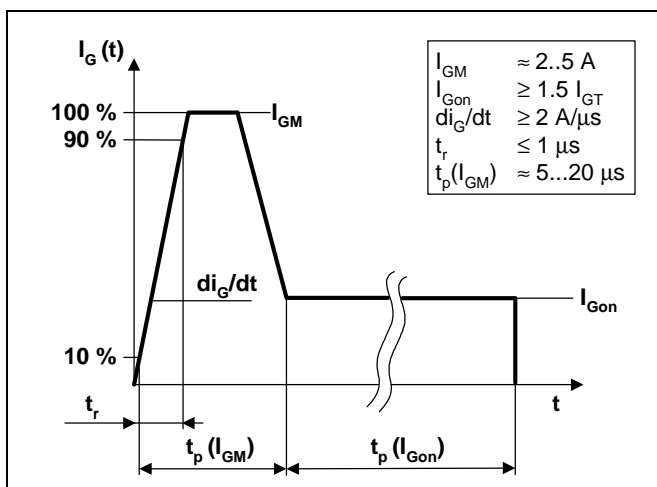 I_G (t)
100 %
90 %
I_GM
di_G/dt
I_Gon
10 %
t_r
t
t_p (I_GM)
t_p (I_Gon)
I_GM ≈ 2..5 A
I_Gon ≥ 1.5 I_GT
di_G/dt ≥ 2 A/μs
t_r ≤ 1 μs
t_p(I_GM) ≈ 5...20 μs